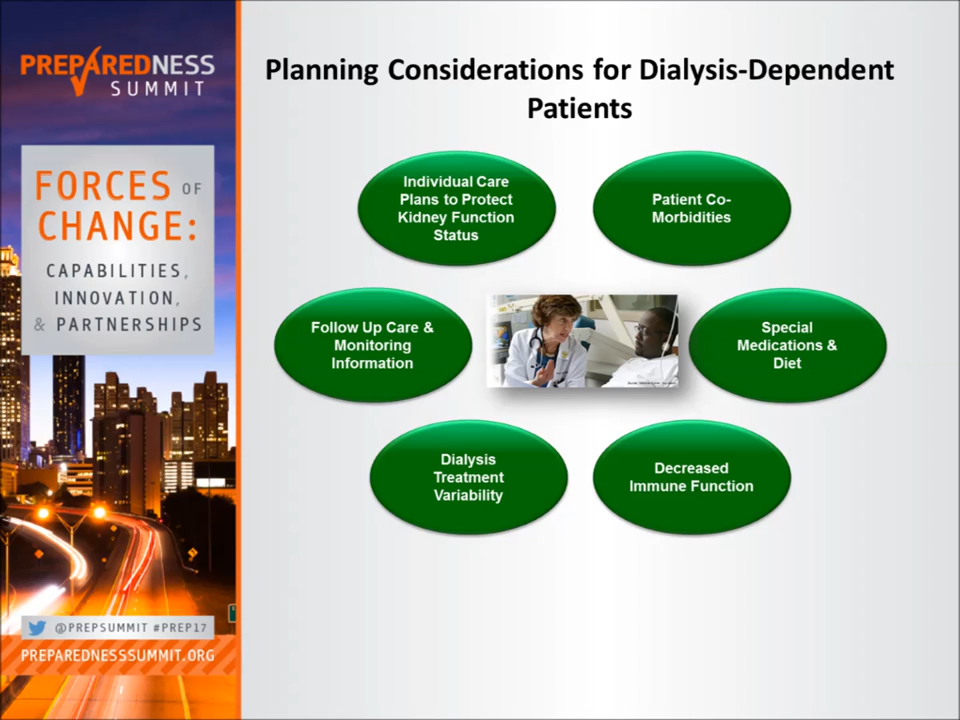 PREPAREDNESS
SUMMIT
FORCES OF
CHANGE:
CAPABILITIES,
INNOVATION,
& PARTNERSHIPS
@PREPSUMMIT #PREP17
PREPAREDNESSSUMMIT.ORG
Planning Considerations for Dialysis-Dependent
Patients
Individual Care
Plans to Protect
Kidney Function
Status
Patient Co-
Morbidities
Follow Up Care &
Monitoring
Information
Special
Medications &
Diet
Dialysis
Treatment
Variability
Decreased
Immune Function